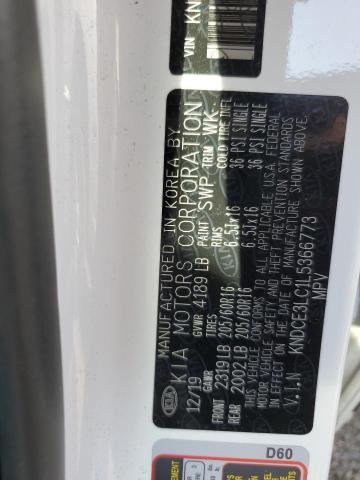 VIN KN
MANUFACTURED IN KOREA BY
KIA MOTORS CORPORATION
12/19 GVWR 4189 LB PAINT SWP TRIM WK
GAWR TIRES RIMS COLD TIRE INFL
FRONT 2319LB 205/60R16 6.5Jx16 36 PSI SINGLE
REAR 2002LB 205/60R16 6.5Jx16 36 PSI SINGLE
THIS VEHICLE CONFORMS TO ALL APPLICABLE U.S.A. FEDERAL
MOTOR VEHICLE SAFETY AND THEFT PREVENTION STANDARDS
IN EFFECT ON THE DATE OF MANUFACTURE SHOWN ABOVE.
V.I.N KNDCE3LC1L5366773
MPV
KIA
D60